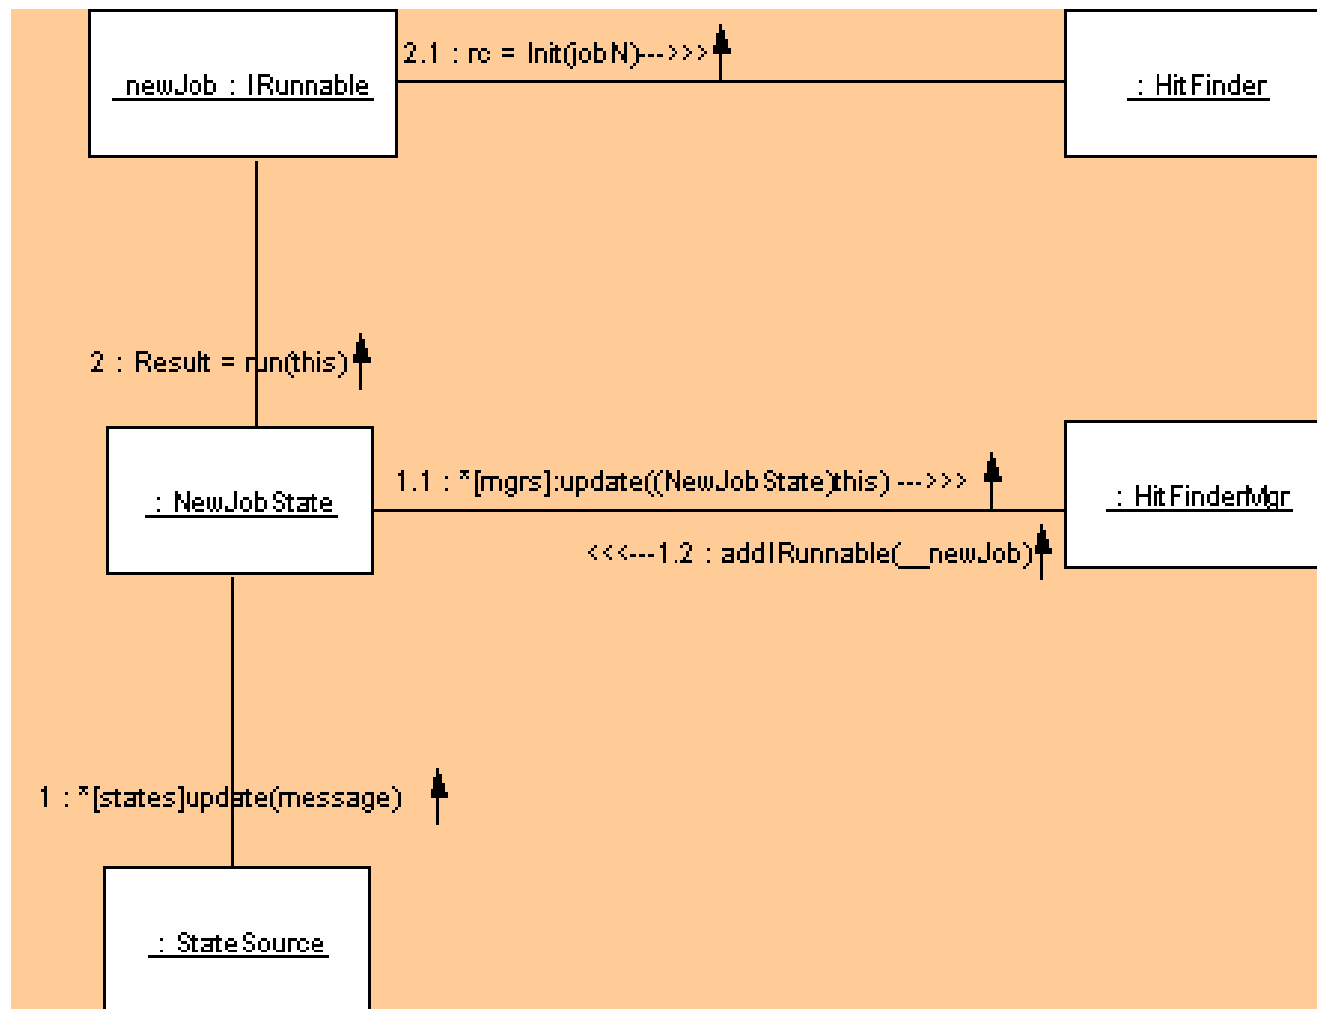 2.1 : rc = Init(jobN)--->>>
newJob : IRunnable
: HitFinder
2 : Result = run(this)
1.1 : *[mgrs]:update((NewJobState)this) --->>>
: NewJobState
: HitFinderMgr
<<<---1.2 : addIRunnable(__newJob)
1 : *[states]update(message)
: StateSource